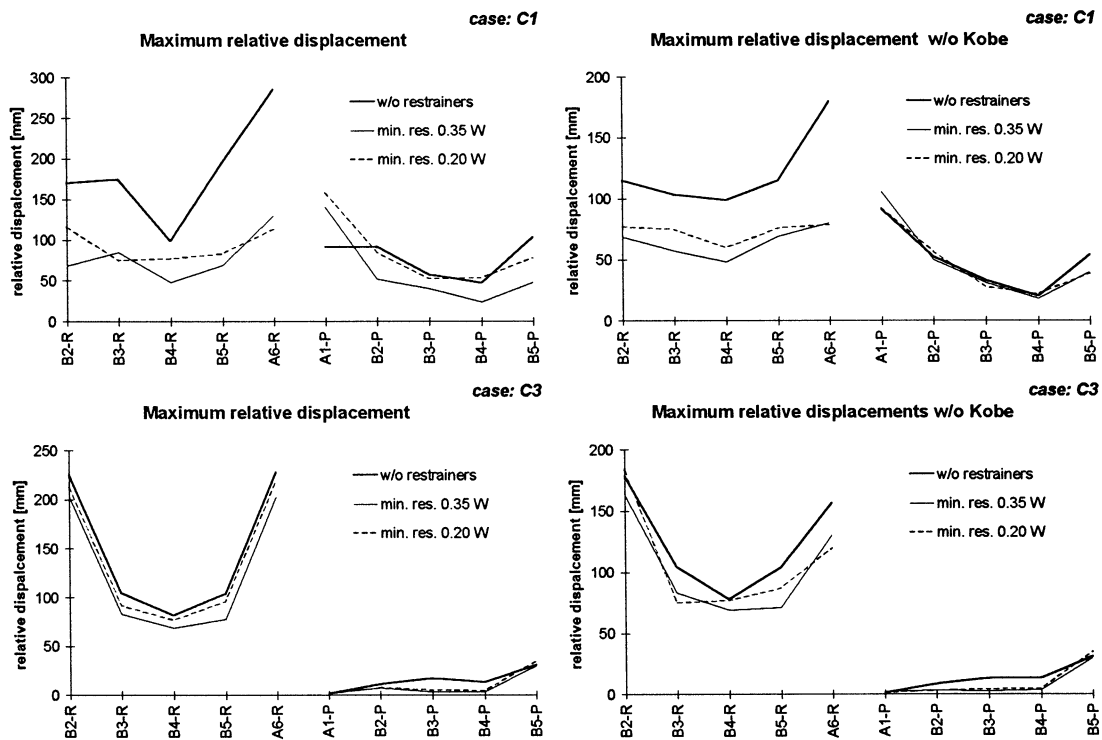 case: C1
Maximum relative displacement
relative dispalcement [mm]
300
250
200
150
100
50
0
w/o restrainers
min. res. 0.35 W
min. res. 0.20 W
B2-R
B3-R
B4-R
B5-R
A6-R
A1-P
B2-P
B3-P
B4-P
B5-P
case: C1
Maximum relative displacement w/o Kobe
relative dispalcement [mm]
200
150
100
50
0
w/o restrainers
min. res. 0.35 W
min. res. 0.20 W
B2-R
B3-R
B4-R
B5-R
A6-R
A1-P
B2-P
B3-P
B4-P
B5-P
case: C3
Maximum relative displacement
relative dispalcement [mm]
250
200
150
100
50
0
w/o restrainers
min. res. 0.35 W
min. res. 0.20 W
B2-R
B3-R
B4-R
B5-R
A6-R
A1-P
B2-P
B3-P
B4-P
B5-P
case: C3
Maximum relative displacements w/o Kobe
relative dispalcement [mm]
200
150
100
50
0
w/o restrainers
min. res. 0.35 W
min. res. 0.20 W
B2-R
B3-R
B4-R
B5-R
A6-R
A1-P
B2-P
B3-P
B4-P
B5-P